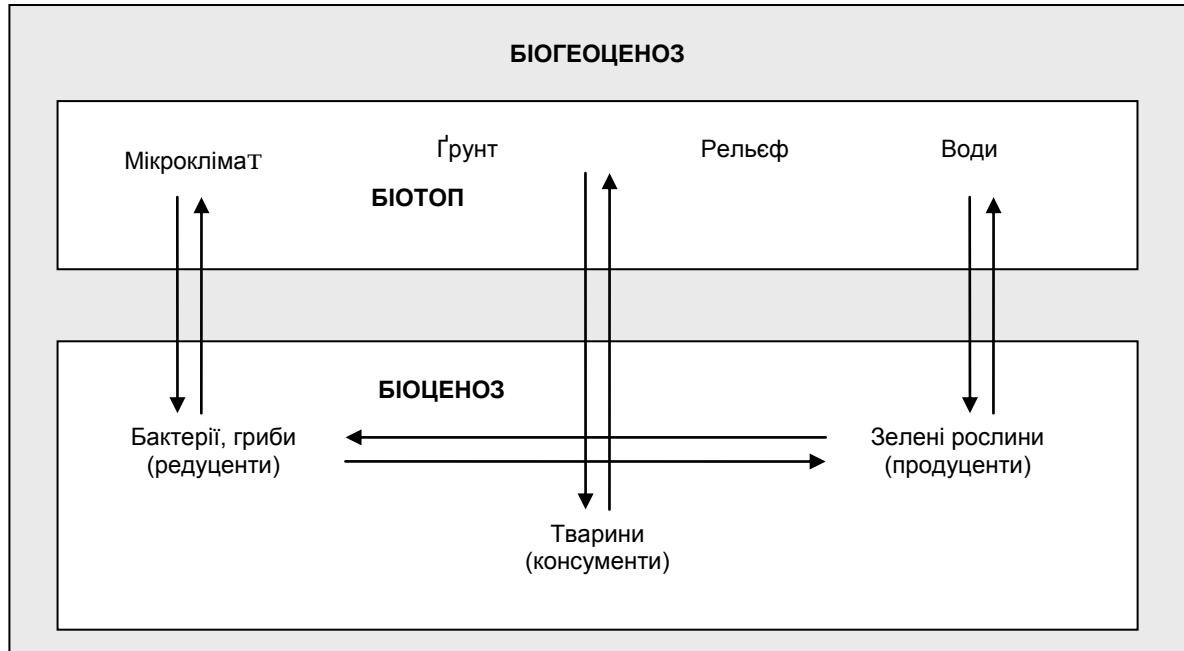 БІОГЕОЦЕНОЗ
Мікроклімат
Ґрунт
Рельєф
Води
БІОТОП
БІОЦЕНОЗ
Бактерії, гриби
(редуценти)
Зелені рослини
(продуценти)
Тварини
(консументи)